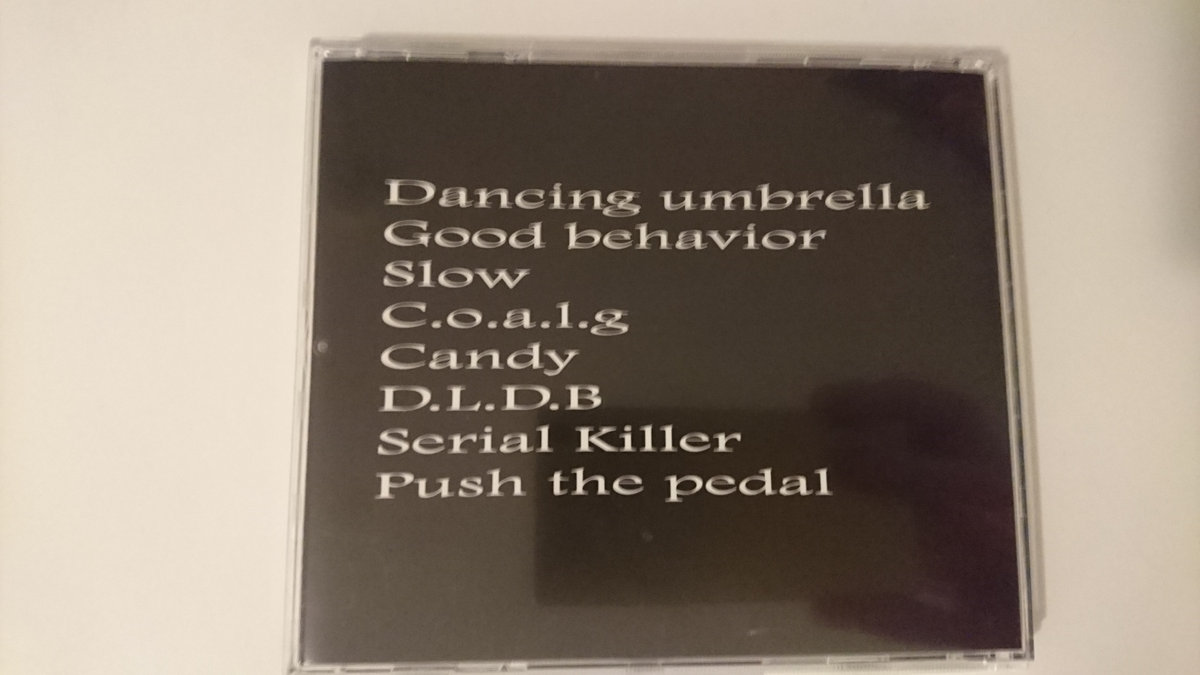 Dancing umbrella
Good behavior
Slow
C.o.a.l.g
Candy
D.L.D.B
Serial Killer
Push the pedal